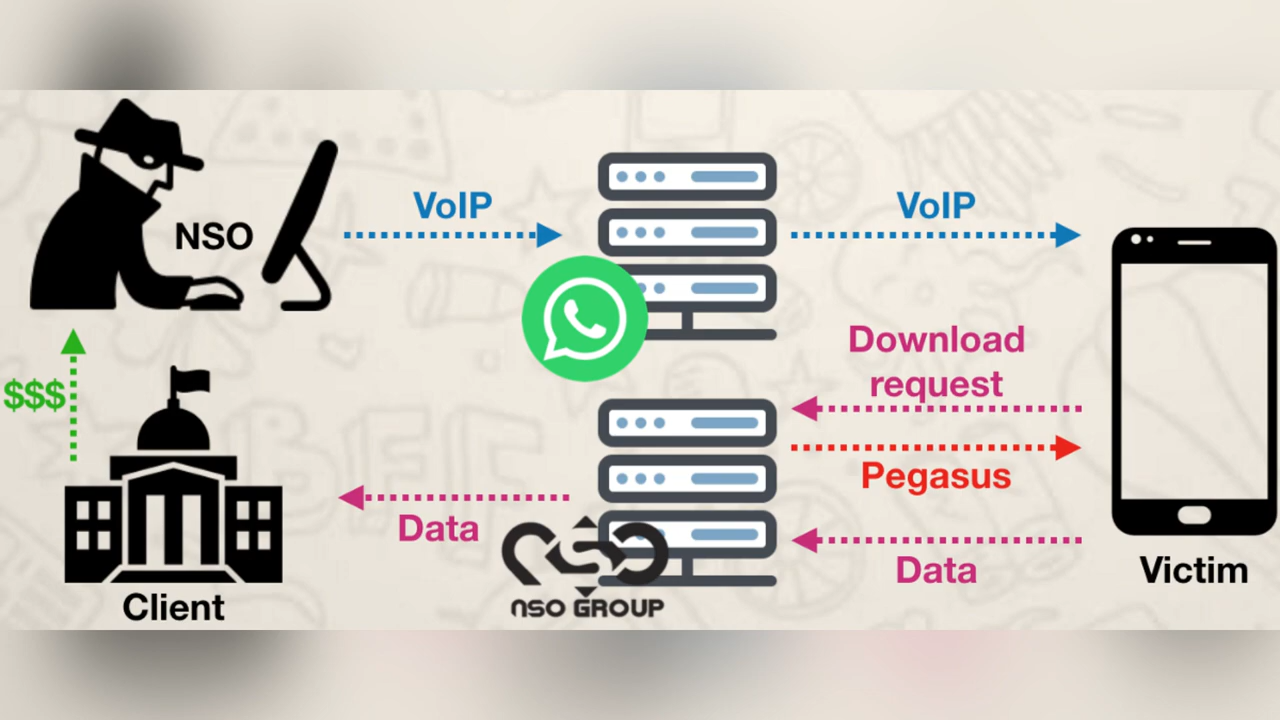 NSO
VoIP
VoIP
$$$
Download
request
Pegasus
Data
Data
Client
NSO GROUP
Victim